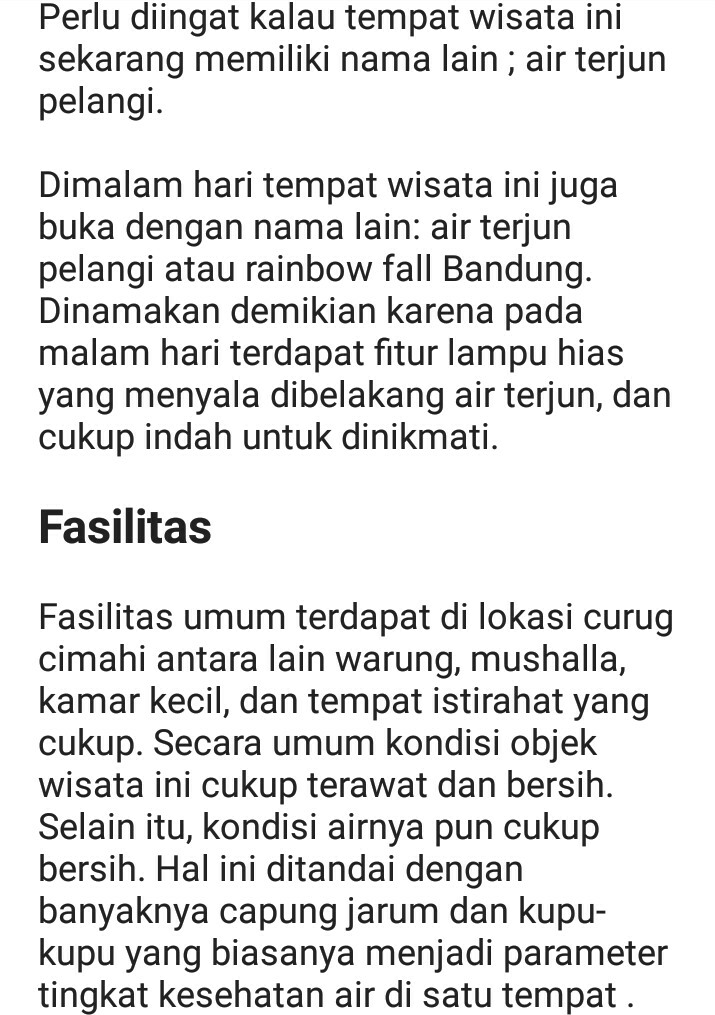 Perlu diingat kalau tempat wisata ini
sekarang memiliki nama lain ; air terjun
pelangi.
Dimalam hari tempat wisata ini juga
buka dengan nama lain: air terjun
pelangi atau rainbow fall Bandung.
Dinamakan demikian karena pada
malam hari terdapat fitur lampu hias
yang menyala dibelakang air terjun, dan
cukup indah untuk dinikmati.
Fasilitas
Fasilitas umum terdapat di lokasi curug
cimahi antara lain warung, mushalla,
kamar kecil, dan tempat istirahat yang
cukup. Secara umum kondisi objek
wisata ini cukup terawat dan bersih.
Selain itu, kondisi airnya pun cukup
bersih. Hal ini ditandai dengan
banyaknya capung jarum dan kupu-
kupu yang biasanya menjadi parameter
tingkat kesehatan air di satu tempat .